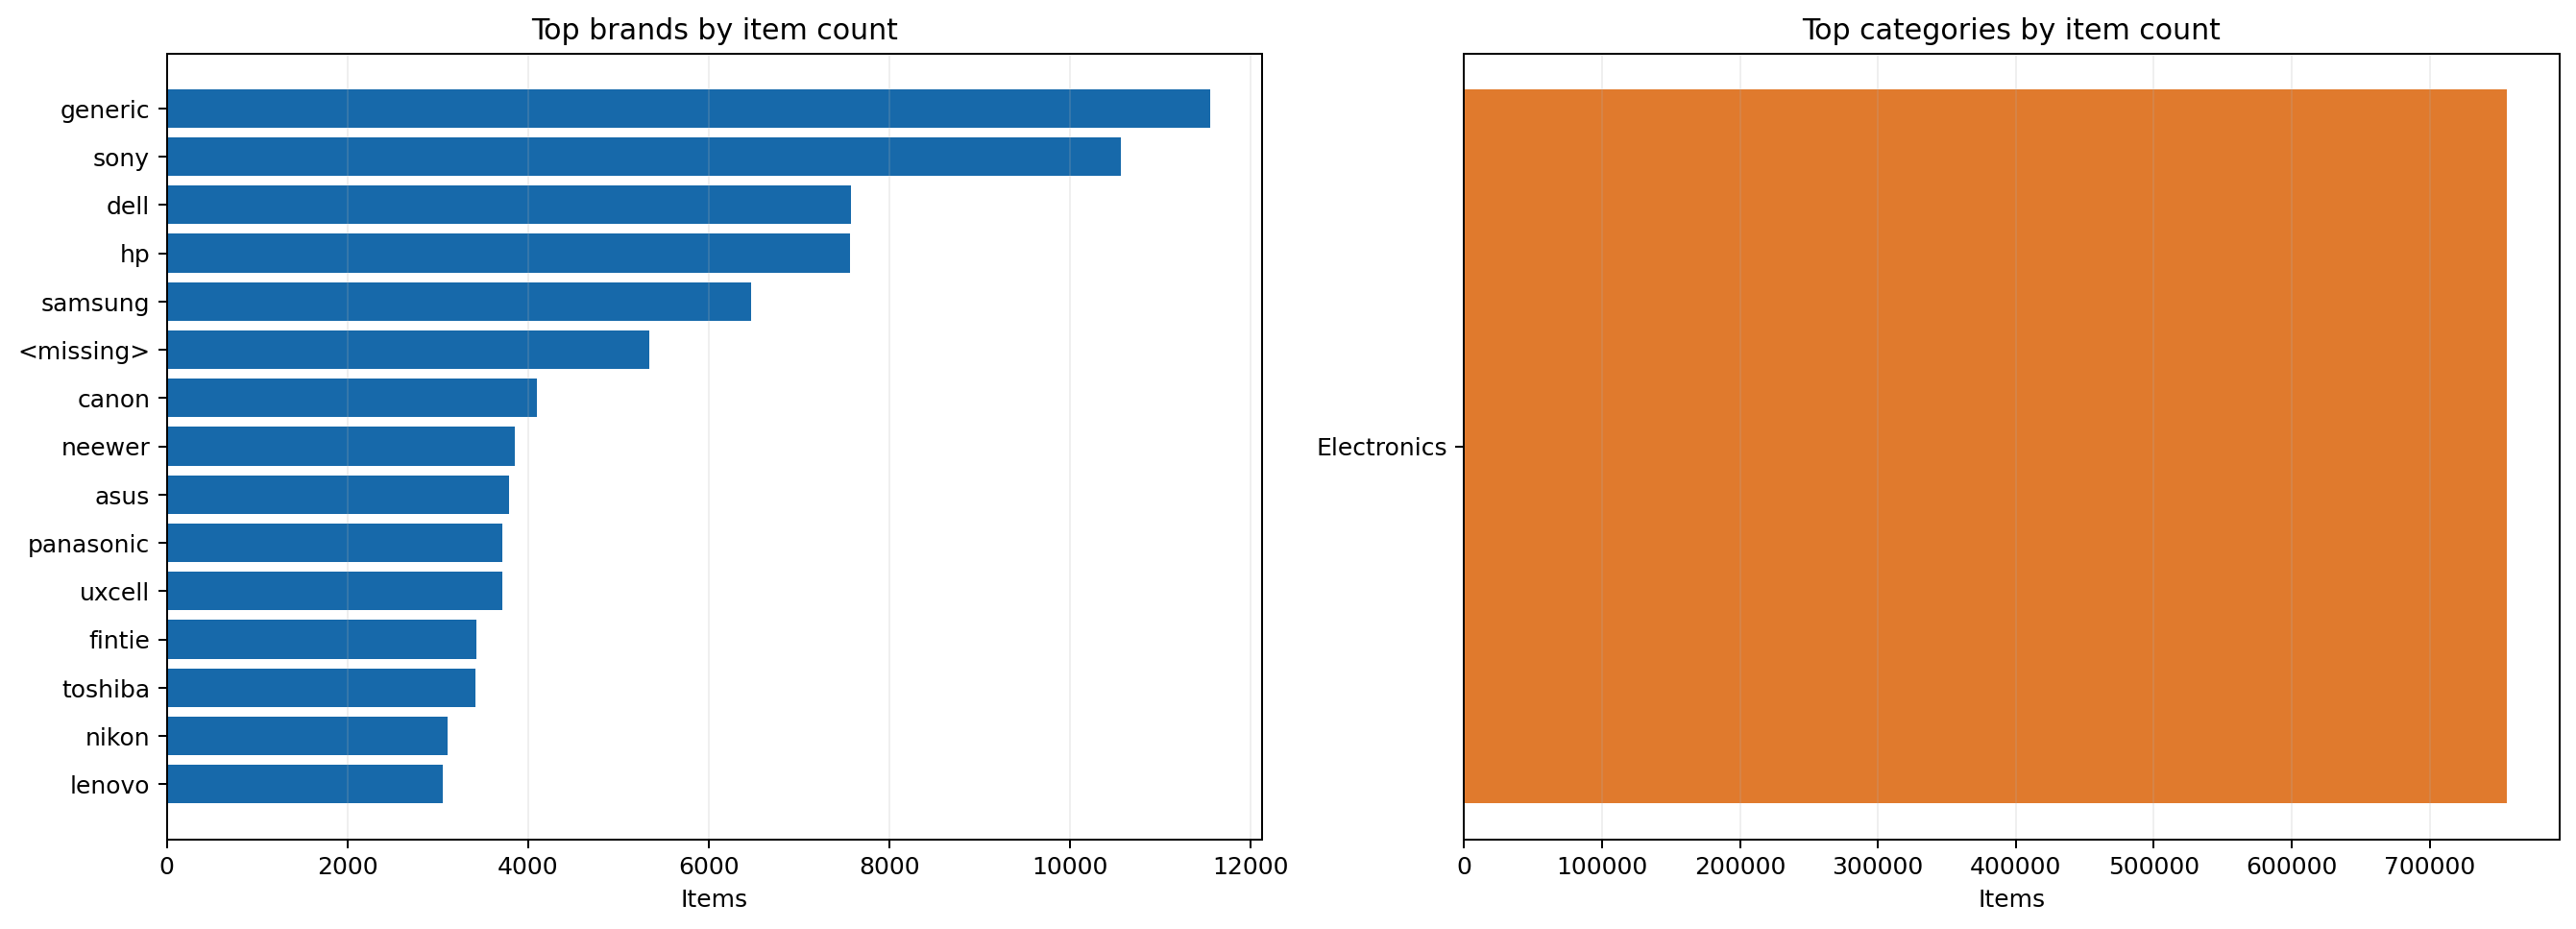 Top brands by item count
generic
sony
dell
hp
samsung
<missing>
canon
neewer
asus
panasonic
uxcell
fintie
toshiba
nikon
lenovo
0 2000 4000 6000 8000 10000 12000
Items
Top categories by item count
Electronics
0 100000 200000 300000 400000 500000 600000 700000
Items